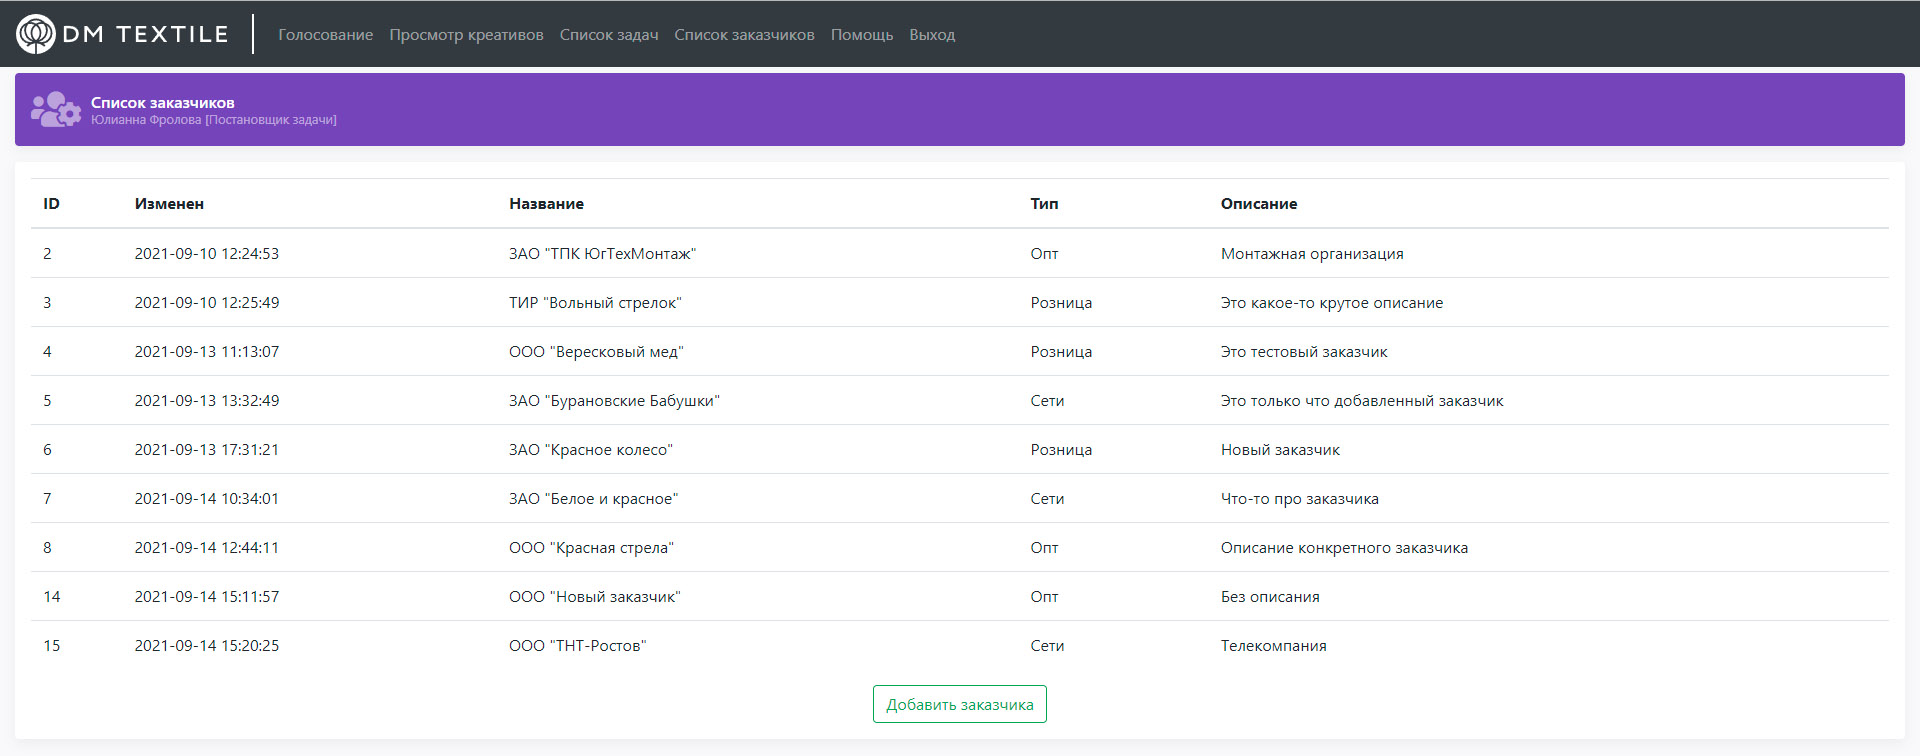 DM TEXTILE Голосование Просмотр креативов Список задач Список заказчиков Помощь Выход
Список заказчиков
Юлианна Фролова [Постановщик задачи]
ID Изменен Название Тип Описание
2 2021-09-10 12:24:53 ЗАО "ТПК ЮгТехМонтаж" Опт Монтажная организация
3 2021-09-10 12:25:49 ТИР "Вольный стрелок" Розница Это какое-то крутое описание
4 2021-09-13 11:13:07 ООО "Вересковый мед" Розница Это тестовый заказчик
5 2021-09-13 13:32:49 ЗАО "Бурановские Бабушки" Сети Это только что добавленный заказчик
6 2021-09-13 17:31:21 ЗАО "Красное колесо" Розница Новый заказчик
7 2021-09-14 10:34:01 ЗАО "Белое и красное" Сети Что-то про заказчика
8 2021-09-14 12:44:11 ООО "Красная стрела" Опт Описание конкретного заказчика
14 2021-09-14 15:11:57 ООО "Новый заказчик" Опт Без описания
15 2021-09-14 15:20:25 ООО "ТНТ-Ростов" Сети Телекомпания
Добавить заказчика